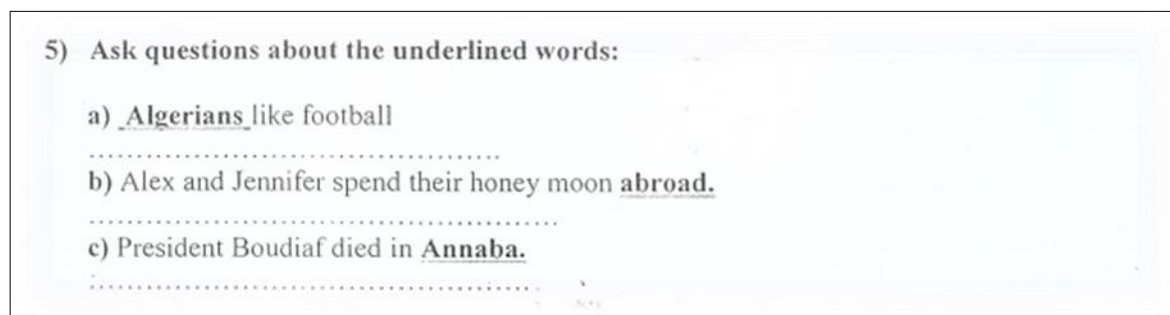 5) Ask questions about the underlined words:
a) Algerians like football
........................................
b) Alex and Jennifer spend their honey moon abroad.
..............................................
c) President Boudiaf died in Annaba.
............................................